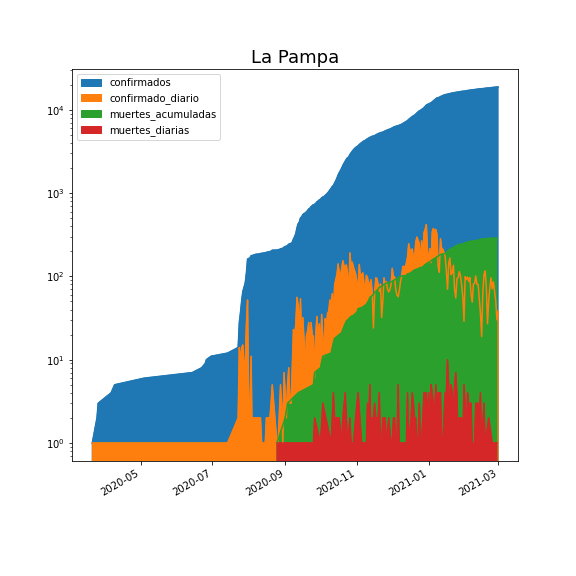 La Pampa
confirmados
confirmado_diario
muertes_acumuladas
muertes_diarias
10⁴
10³
10²
10¹
10⁰
2020-05
2020-07
2020-09
2020-11
2021-01
2021-03